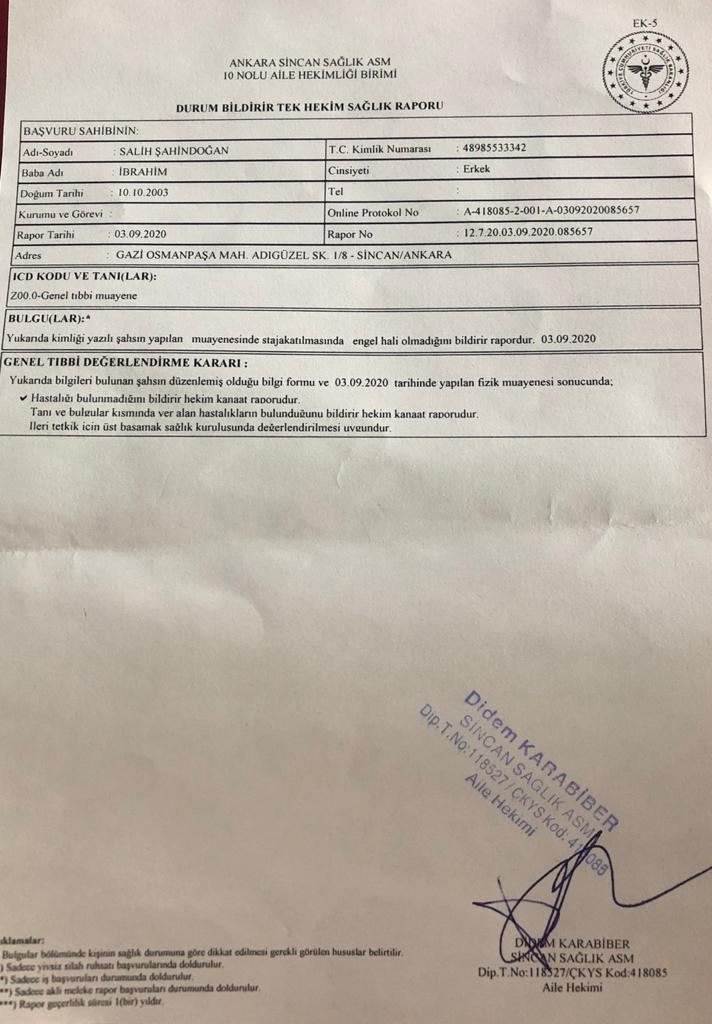 EK-5
TÜRKİYE CUMHURİYETİ SAĞLIK BAKANLIĞI
ANKARA SİNCAN SAĞLIK ASM
10 NOLU AİLE HEKİMLİĞİ BİRİMİ
DURUM BİLDİRİR TEK HEKİM SAĞLIK RAPORU
BAŞVURU SAHİBİNİN:
Adı-Soyadı : SALİH ŞAHİNDOĞAN T.C. Kimlik Numarası : 48985533342
Baba Adı : İBRAHİM Cinsiyeti : Erkek
Doğum Tarihi : 10.10.2003 Tel :
Kurumu ve Görevi : Online Protokol No : A-418085-2-001-A-03092020085657
Rapor Tarihi : 03.09.2020 Rapor No : 12.7.20.03.09.2020.085657
Adres : GAZİ OSMANPAŞA MAH. ADIGÜZEL SK. 1/8 - SİNCAN/ANKARA
ICD KODU VE TANI(LAR):
Z00.0-Genel tıbbi muayene
BULGU(LAR):*
Yukarıda kimliği yazılı şahsın yapılan muayenesinde stajakatılmasında engel hali olmadığını bildirir rapordur. 03.09.2020
GENEL TIBBİ DEĞERLENDİRME KARARI :
Yukarıda bilgileri bulunan şahsın düzenlemiş olduğu bilgi formu ve 03.09.2020 tarihinde yapılan fizik muayenesi sonucunda;
✔ Hastalığı bulunmadığını bildirir hekim kanaat raporudur.
Tanı ve bulgular kısmında yer alan hastalıkların bulunduğunu bildirir hekim kanaat raporudur.
İleri tetkik için üst basamak sağlık kuruluşunda değerlendirilmesi uygundur.
Didem KARABİBER
SİNCAN SAĞLIK ASM
Dip.T.No:118527/ÇKYS Kod: 418085
Aile Hekimi
DİDEM KARABİBER
SİNCAN SAĞLIK ASM
Dip.T.No:118527/ÇKYS Kod:418085
Aile Hekimi
ıklamalar:
Bulgular bölümünde kişinin sağlık durumuna göre dikkat edilmesi gerekli görülen hususlar belirtilir.
) Sadece yivsiz silah ruhsatı başvurularında doldurulur.
*) Sadece iş başvuruları durumunda doldurulur.
**) Sadece akli meleke rapor başvuruları durumunda doldurulur.
***) Rapor geçerlilik süresi 1(bir) yıldır.